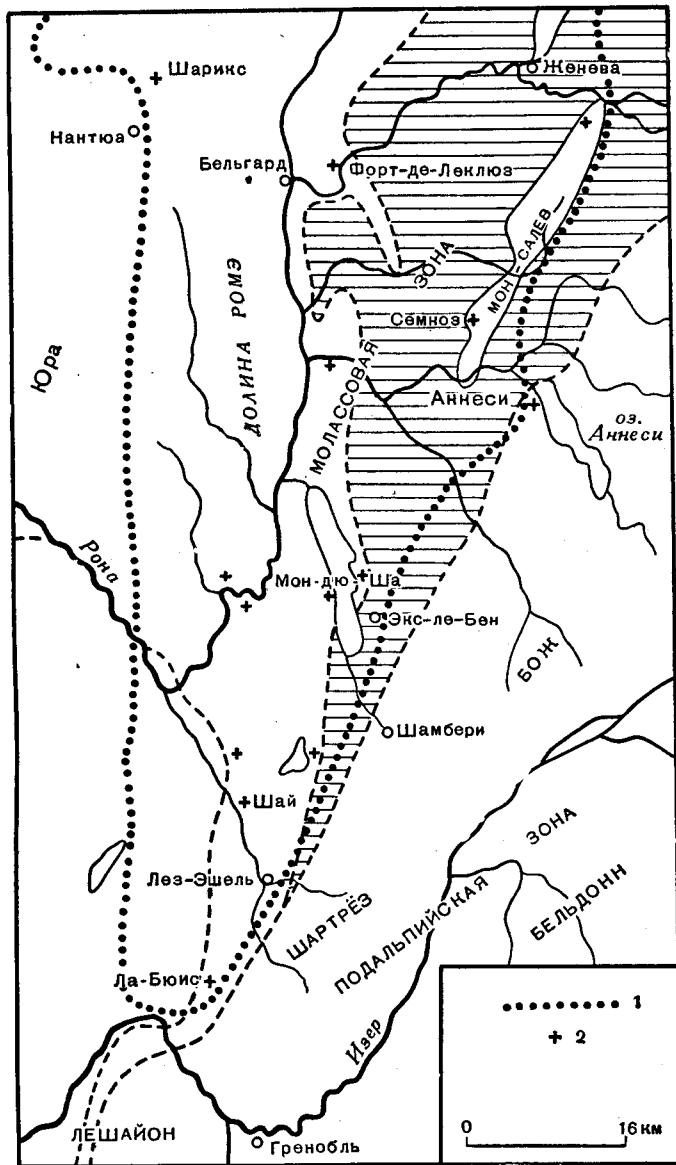 Шарикс
Женева
Нантюа
Бельгард
Форт-де-Леклюз
ЗОНА
МОН-САЛЕВ
Семноз
Юра
ДОЛИНА РОМЭ
МОЛАССОВАЯ
Аннеси
оз.
Аннеси
Рона
Мон-дю-Ша
Экс-ле-Бен
БОЖ
Шамбери
Шай
ЗОНА
Лез-Эшель
ШАРТРЁЗ
ПОДАЛЬПИЙСКАЯ
БЕЛЬДОНН
Ла-Бюис
Изер
ЛЕШАЙОН
Гренобль
1
2
0 16 км